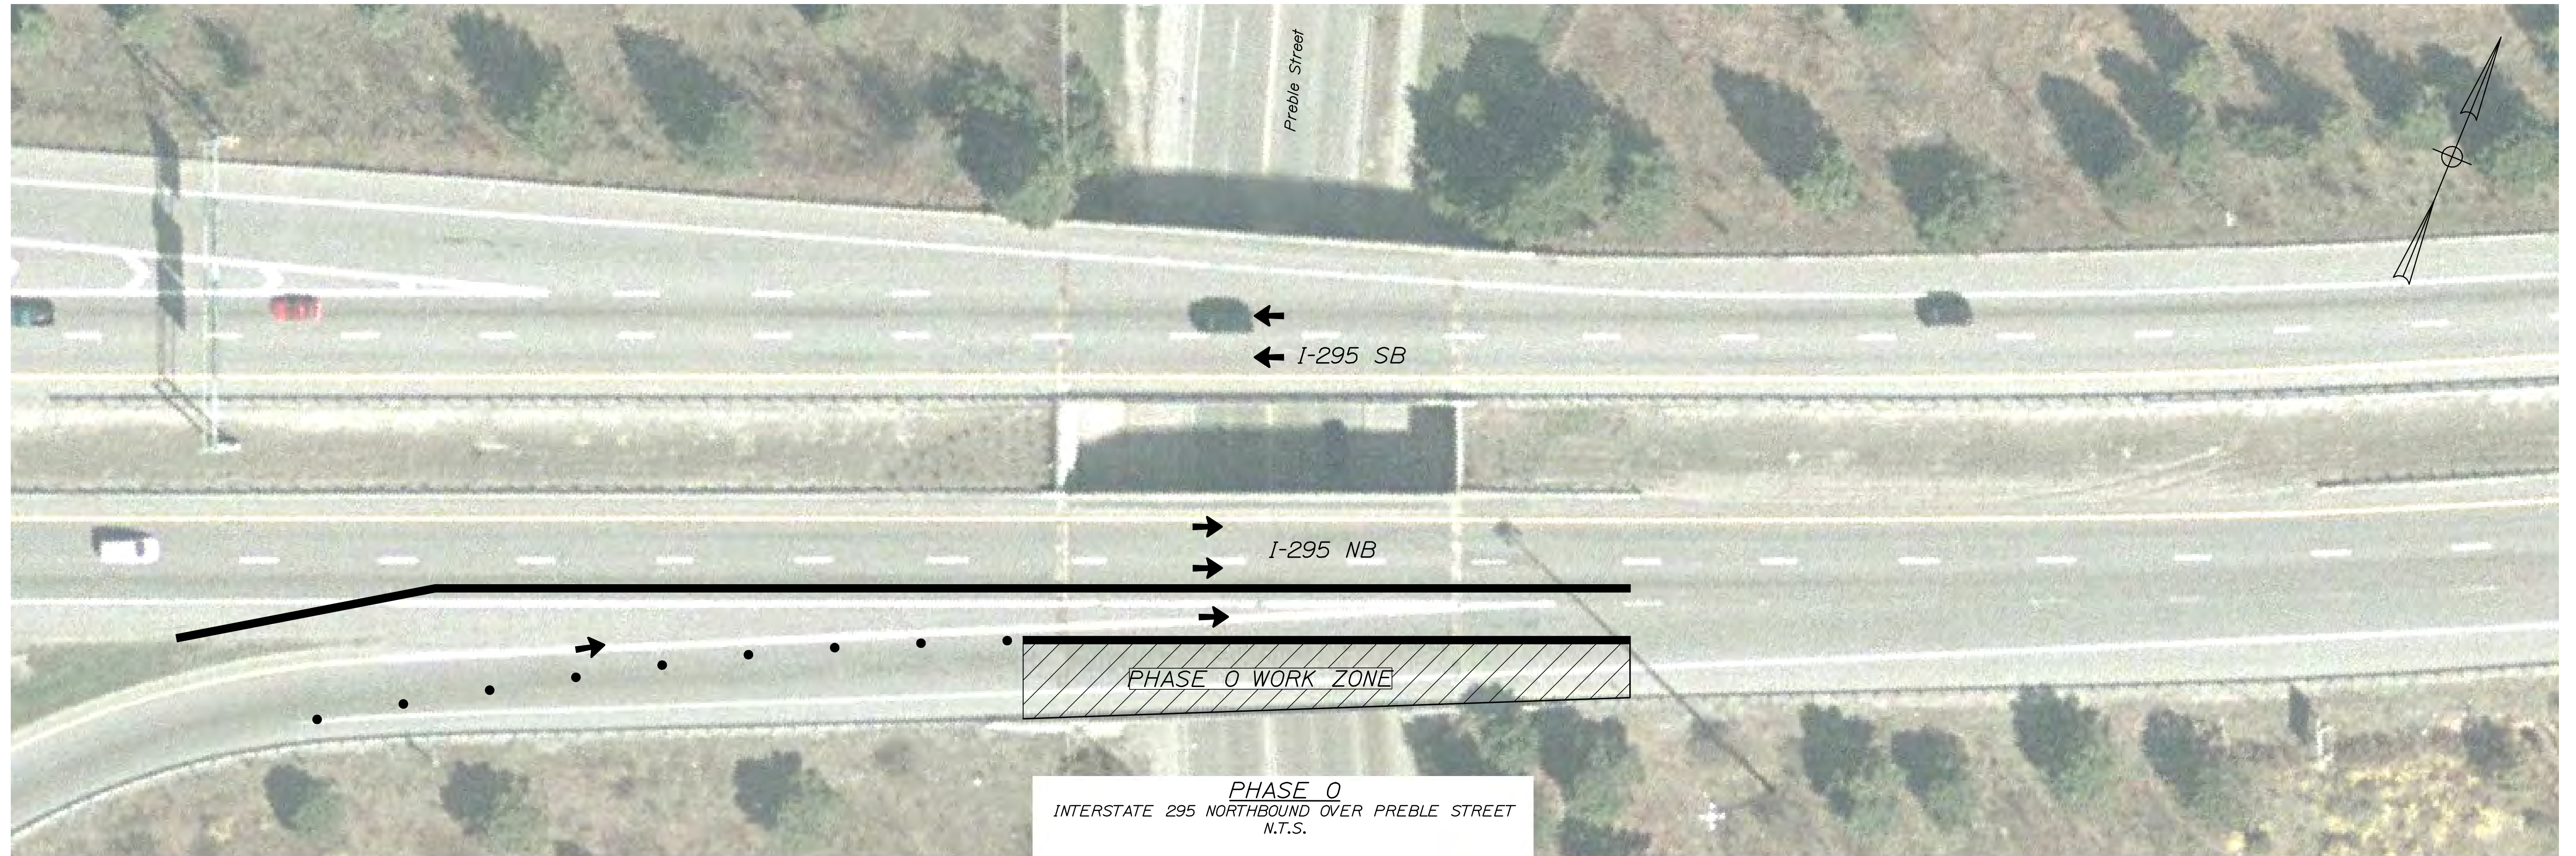 Preble Street
I-295 SB
I-295 NB
PHASE 0 WORK ZONE
PHASE 0
INTERSTATE 295 NORTHBOUND OVER PREBLE STREET
N.T.S.